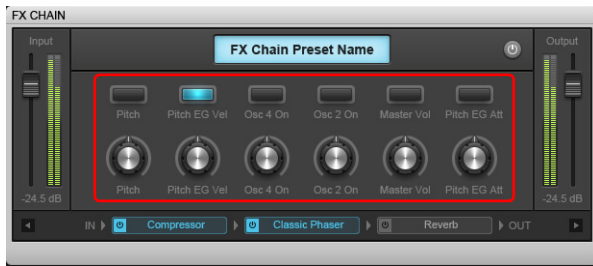 FX CHAIN
Input
FX Chain Preset Name
Output
Pitch
Pitch EG Vel
Osc 4 On
Osc 2 On
Master Vol
Pitch EG Att
Pitch
Pitch EG Vel
Osc 4 On
Osc 2 On
Master Vol
Pitch EG Att
-24.5 dB
-24.5 dB
IN Compressor Classic Phaser Reverb OUT